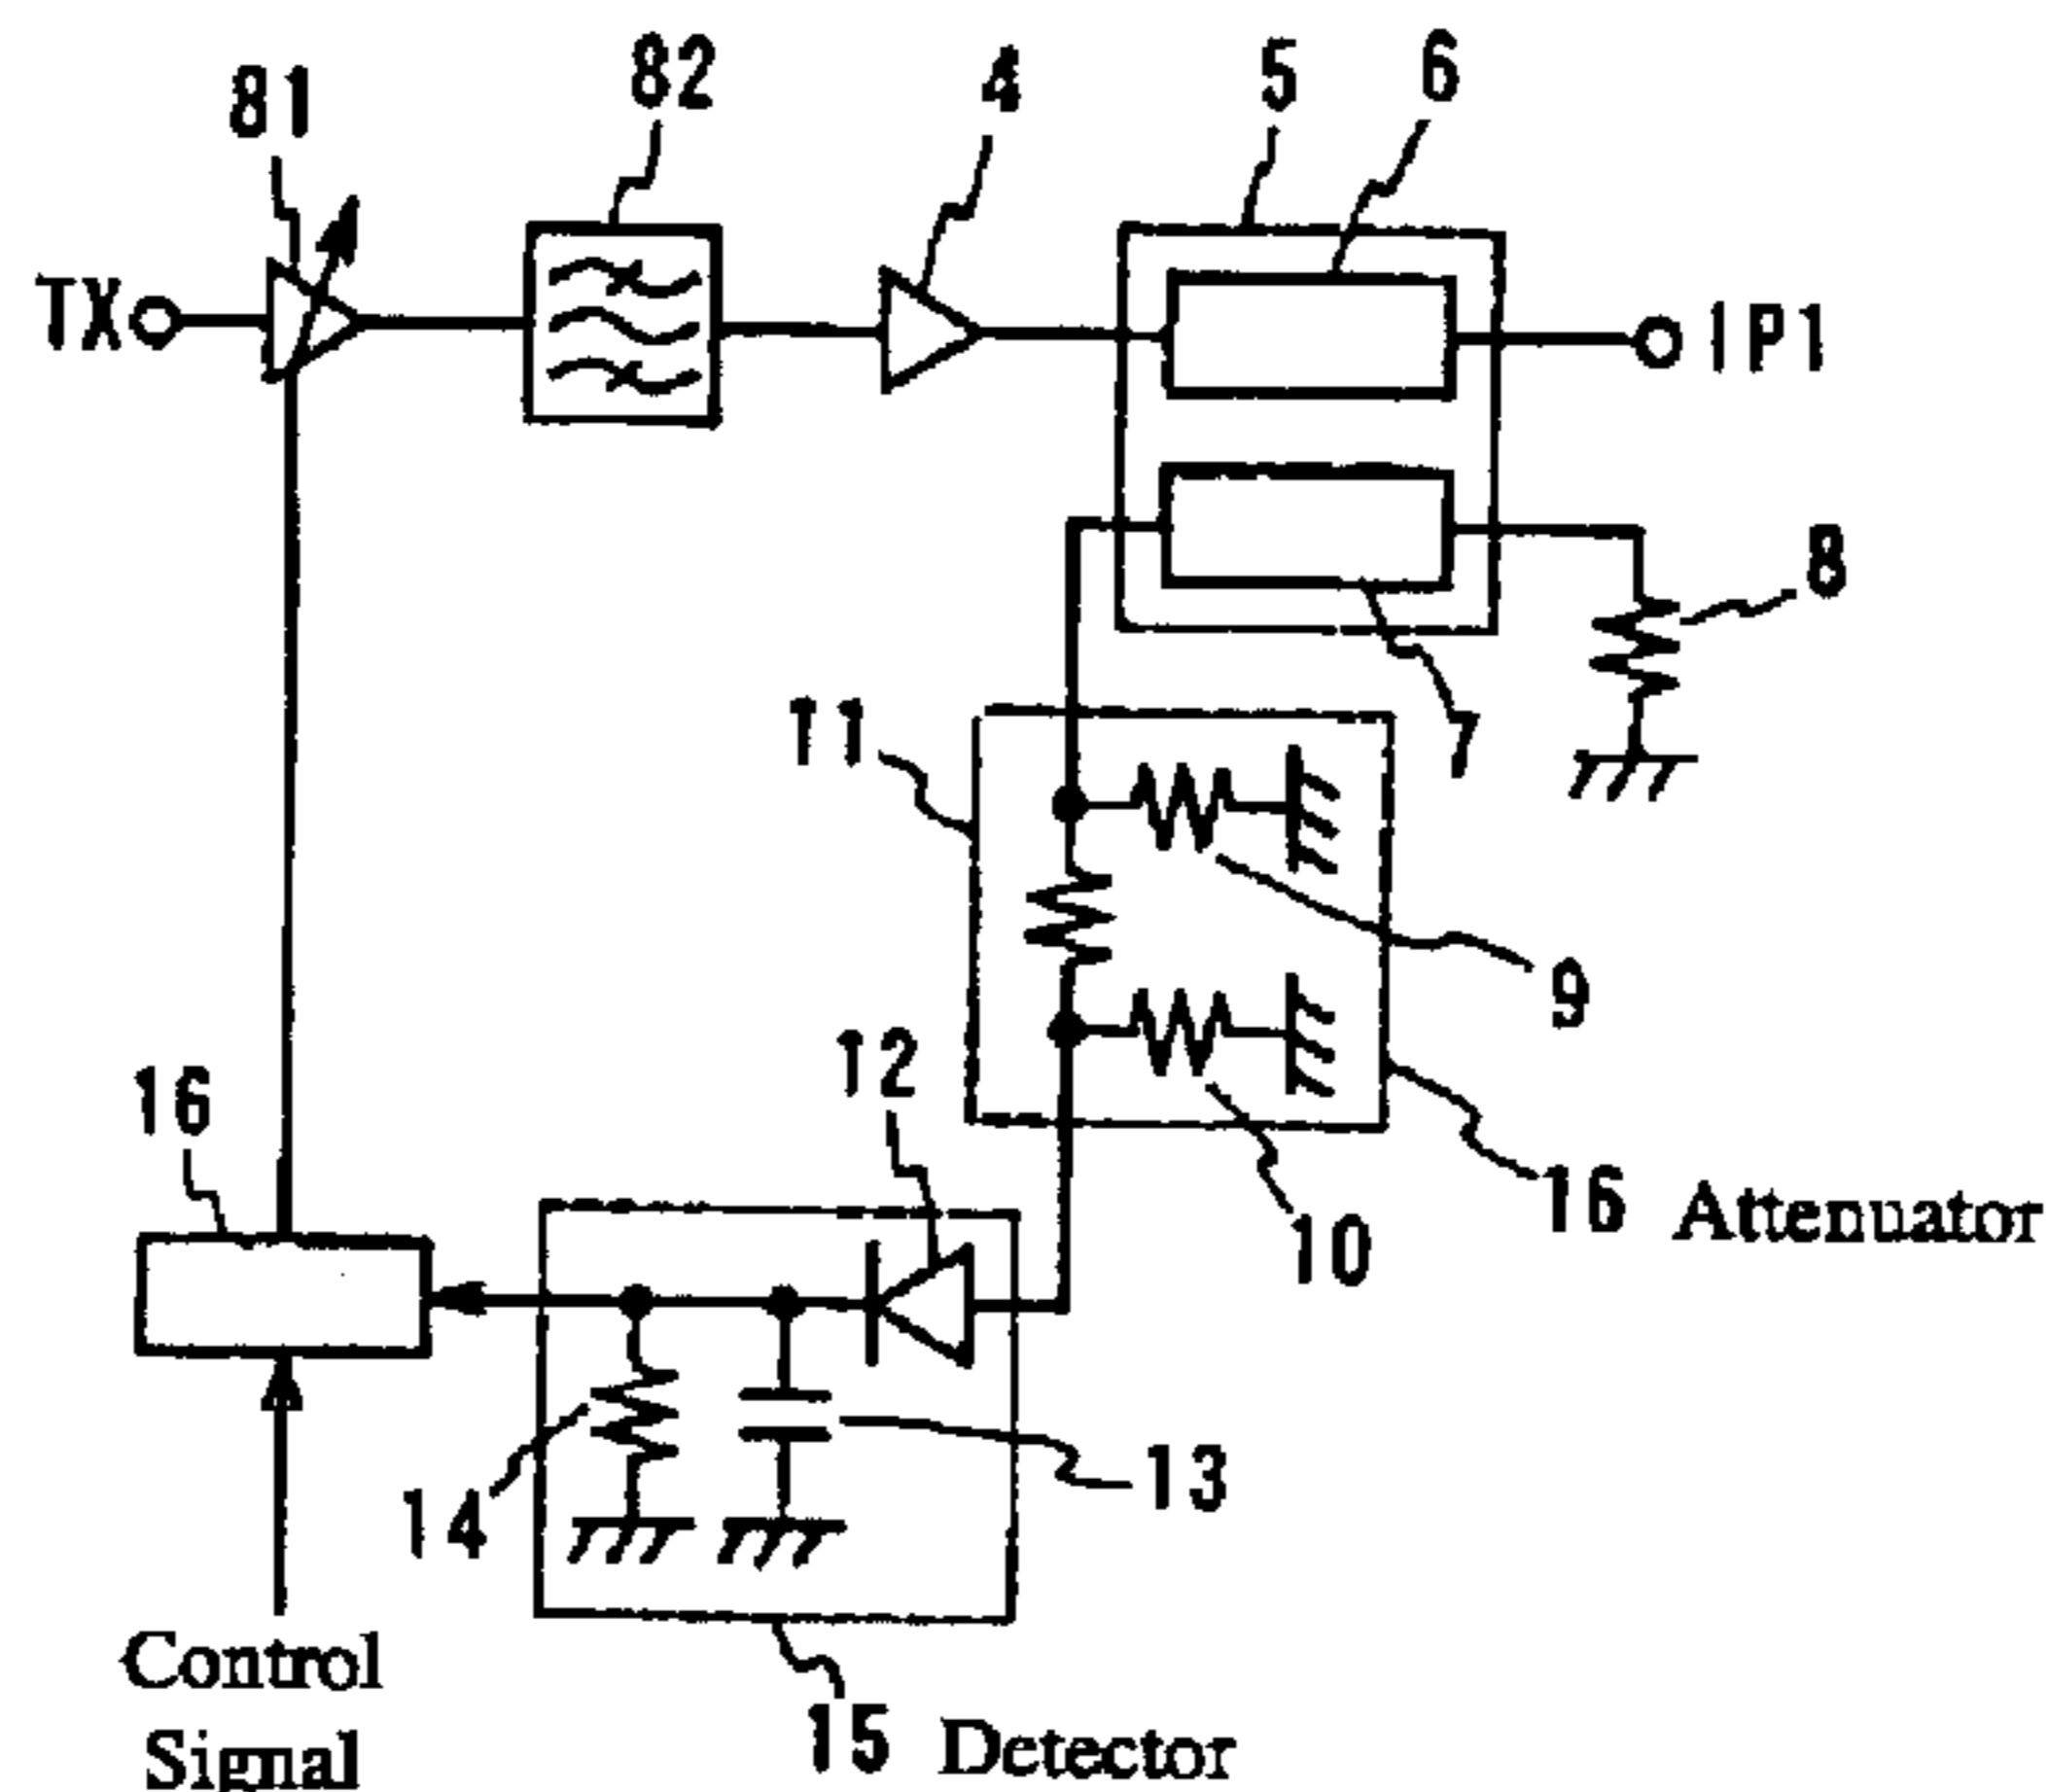 81
82
4
5
6
TX
1P1
8
7
11
9
12
16
10
16 Attenuator
14
13
Control
Signal
15 Detector